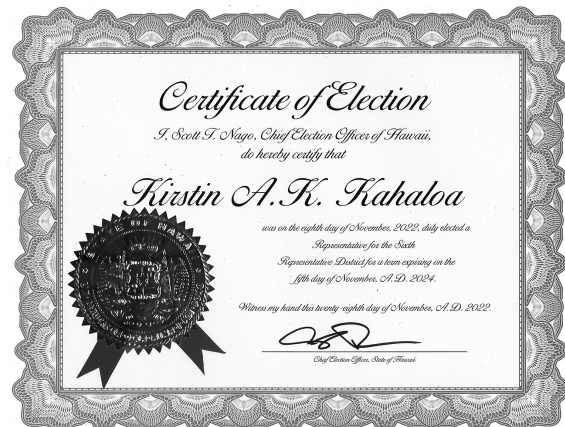 Certificate of Election
I, Scott T. Nago, Chief Election Officer of Hawaii,
do hereby certify that
Kirstin A.K. Kahaloa
was on the eighth day of November, 2022, duly elected a
Representative for the Sixth
Representative District for a term expiring on the
fifth day of November, A.D. 2024.
Witness my hand this twenty-eighth day of November, A.D. 2022.
Chief Election Officer, State of Hawaii
STATE OF HAWAII